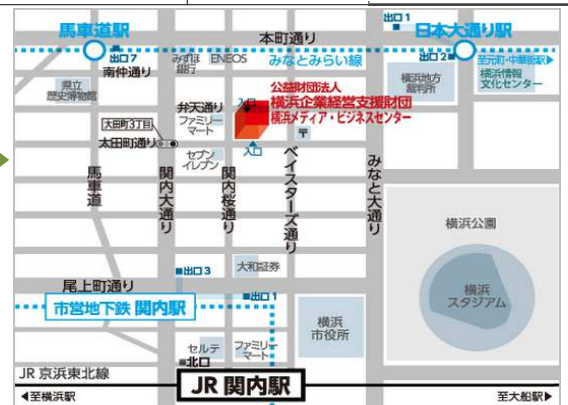 馬車道駅
出口7
南仲通り
本町通り
みなとみらい線
みずほ
銀行
ENEOS
出口1
日本大通り駅
出口2
至元町・中華街駅▶
横浜情報
文化センター
横浜地方
裁判所
県立
歴史博物館
公益財団法人
横浜企業経営支援財団
横浜メディア・ビジネスセンター
入口
弁天通り
ファミリー
マート
〒
太田町3丁目
太田町通り
セブン
イレブン
入口
馬車道
関内大通り
関内桜通り
ベイスターズ通り
みなと大通り
横浜公園
横浜
スタジアム
尾上町通り
■出口3
大和証券
■出口1
市営地下鉄 関内駅
横浜
市役所
セルテ
■北口
ファミリー
マート
JR 京浜東北線
JR 関内駅
◀至横浜駅
至大船駅▶